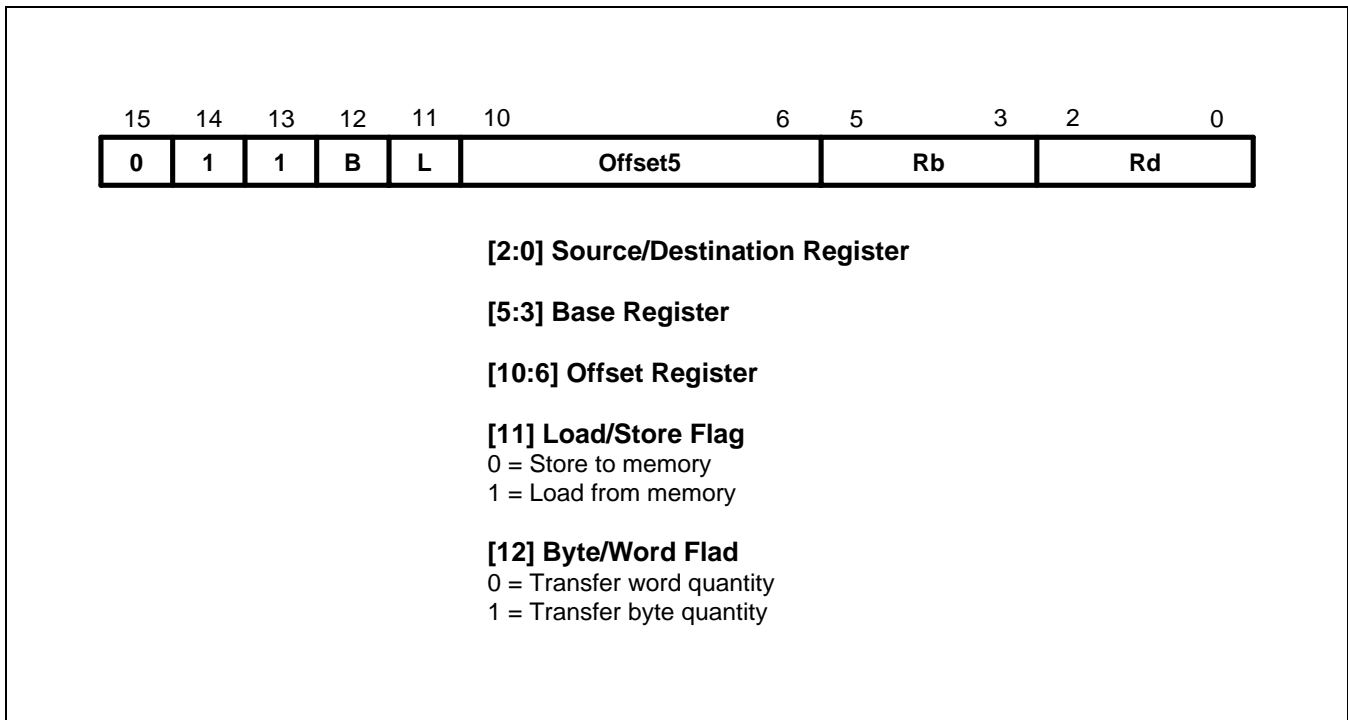 15 14 13 12 11 10 6 5 3 2 0
0 1 1 B L Offset5 Rb Rd
[2:0] Source/Destination Register
[5:3] Base Register
[10:6] Offset Register
[11] Load/Store Flag
0 = Store to memory
1 = Load from memory
[12] Byte/Word Flad
0 = Transfer word quantity
1 = Transfer byte quantity